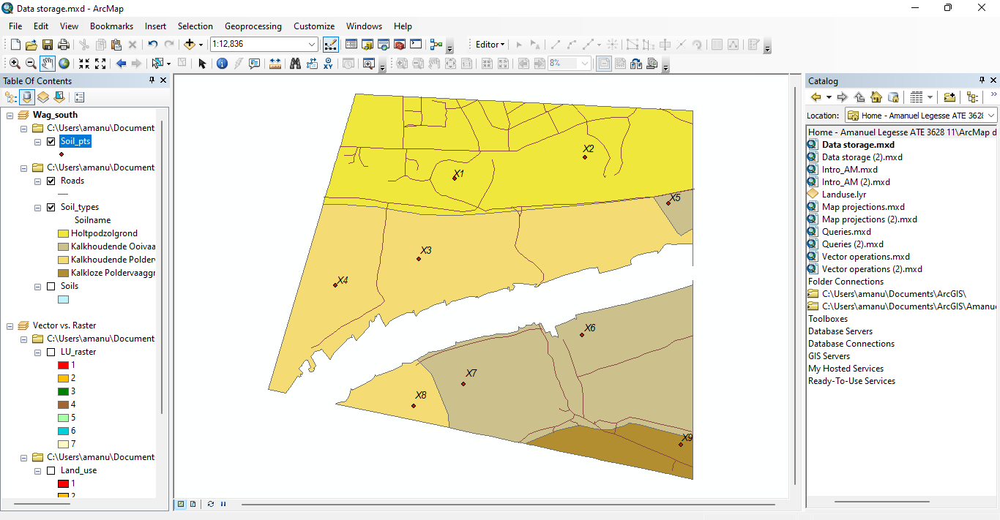 Data storage.mxd - ArcMap
File Edit View Bookmarks Insert Selection Geoprocessing Customize Windows Help
1:12,836
Editor
8%
Table Of Contents
Wag_south
C:\Users\amanu\Document
Soil_pts
C:\Users\amanu\Document
Roads
Soil_types
Soilname
Holtpodzolgrond
Kalkhoudende Ooivaa
Kalkhoudende Polderv
Kalkloze Poldervaaggr
Soils
Vector vs. Raster
C:\Users\amanu\Document
LU_raster
1
2
3
4
5
6
7
C:\Users\amanu\Document
Land_use
1
2
X2
X1
X5
X3
X4
X6
X7
X8
X9
Catalog
Location: Home - Amanuel Legesse ATE 362
Home - Amanuel Legesse ATE 3628 11\ArcMap d
Data storage.mxd
Data storage (2).mxd
Intro_AM.mxd
Intro_AM (2).mxd
Landuse.lyr
Map projections.mxd
Map projections (2).mxd
Queries.mxd
Queries (2).mxd
Vector operations.mxd
Vector operations (2).mxd
Folder Connections
C:\Users\amanu\Documents\ArcGIS\
C:\Users\amanu\Documents\ArcGIS\Amanu
Toolboxes
Database Servers
Database Connections
GIS Servers
My Hosted Services
Ready-To-Use Services